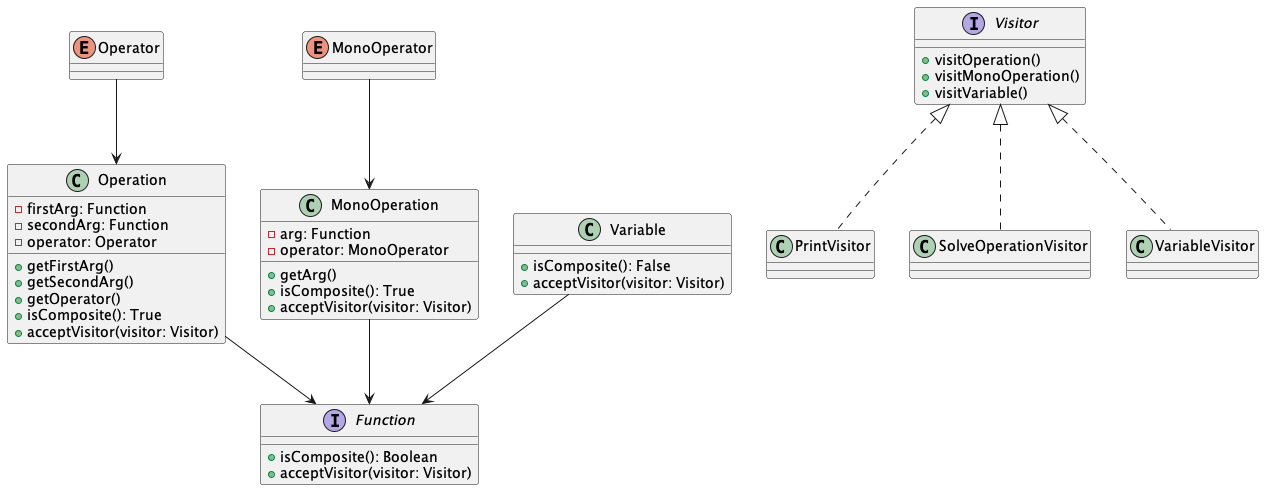 E Operator
E MonoOperator
I Visitor
visitOperation()
visitMonoOperation()
visitVariable()
C Operation
firstArg: Function
secondArg: Function
operator: Operator
getFirstArg()
getSecondArg()
getOperator()
isComposite(): True
acceptVisitor(visitor: Visitor)
C MonoOperation
arg: Function
operator: MonoOperator
getArg()
isComposite(): True
acceptVisitor(visitor: Visitor)
C Variable
isComposite(): False
acceptVisitor(visitor: Visitor)
C PrintVisitor
C SolveOperationVisitor
C VariableVisitor
I Function
isComposite(): Boolean
acceptVisitor(visitor: Visitor)